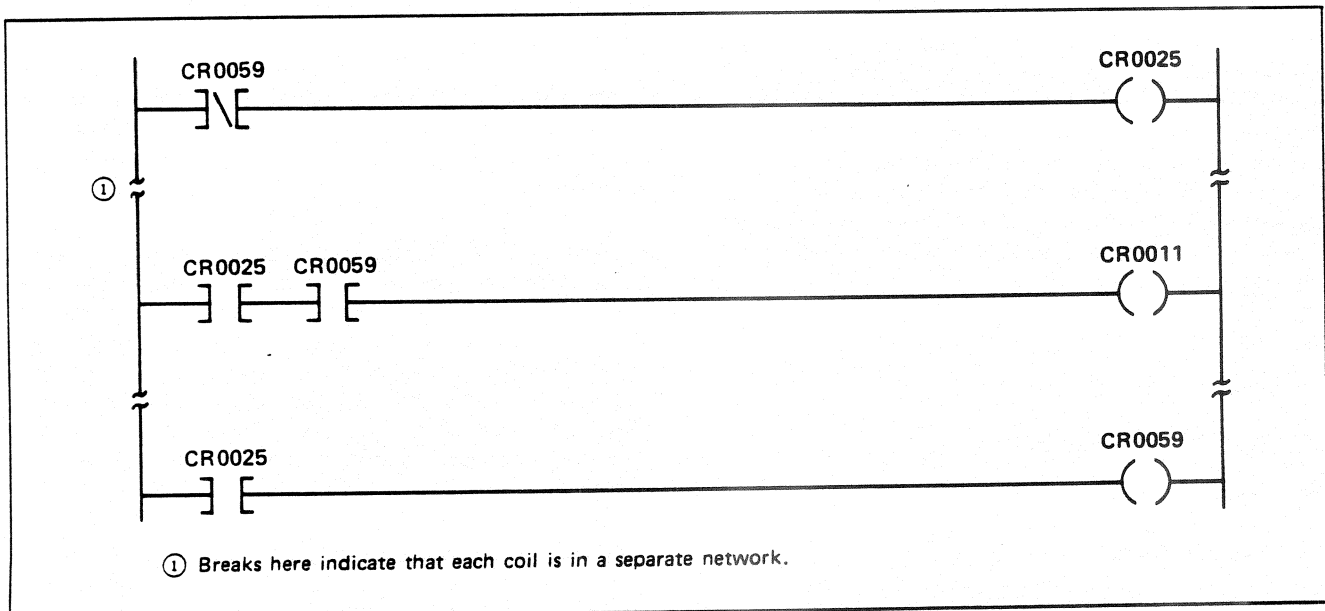 CR0059 CR0025
①
CR0025 CR0059 CR0011
CR0025 CR0059
① Breaks here indicate that each coil is in a separate network.